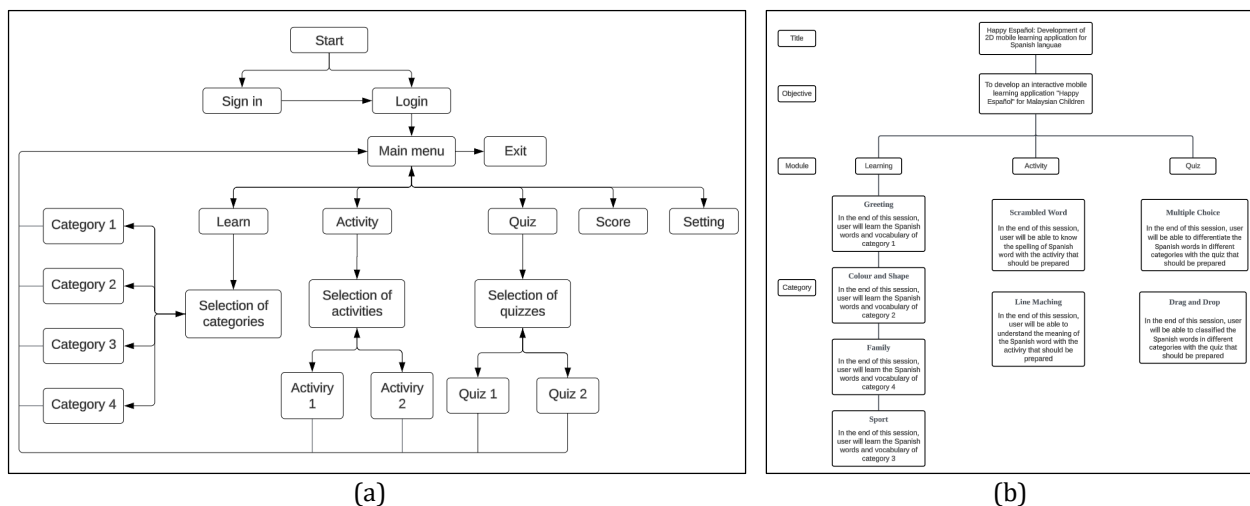 Start
Sign in
Login
Main menu
Exit
Learn
Activity
Quiz
Score
Setting
Category 1
Category 2
Category 3
Category 4
Selection of
categories
Selection of
activities
Selection of
quizzes
Activiry
1
Activiry
2
Quiz 1
Quiz 2
(a)
Title
Happy Español: Development of
2D mobile learning application for
Spanish languae
Objective
To develop an interactive mobile
learning application "Happy
Español" for Malaysian Children
Module
Learning
Activity
Quiz
Category
Greeting
In the end of this session,
user will learn the Spanish
words and vocabulary of
category 1
Colour and Shape
In the end of this session,
user will learn the Spanish
words and vocabulary of
category 2
Family
In the end of this session,
user will learn the Spanish
words and vocabulary of
category 4
Sport
In the end of this session,
user will learn the Spanish
words and vocabulary of
category 3
Scrambled Word
In the end of this session,
user will be able to know
the spelling of Spanish
word with the activiry that
should be prepared
Line Maching
In the end of this session,
user will be able to
understand the meaning of
the Spanish word with the
activiry that should be
prepared
Multiple Choice
In the end of this session, user
will be able to differentiate the
Spanish words in different
categories with the quiz that
should be prepared
Drag and Drop
In the end of this session, user
will be able to classified the
Spanish words in different
categories with the quiz that
should be prepared
(b)